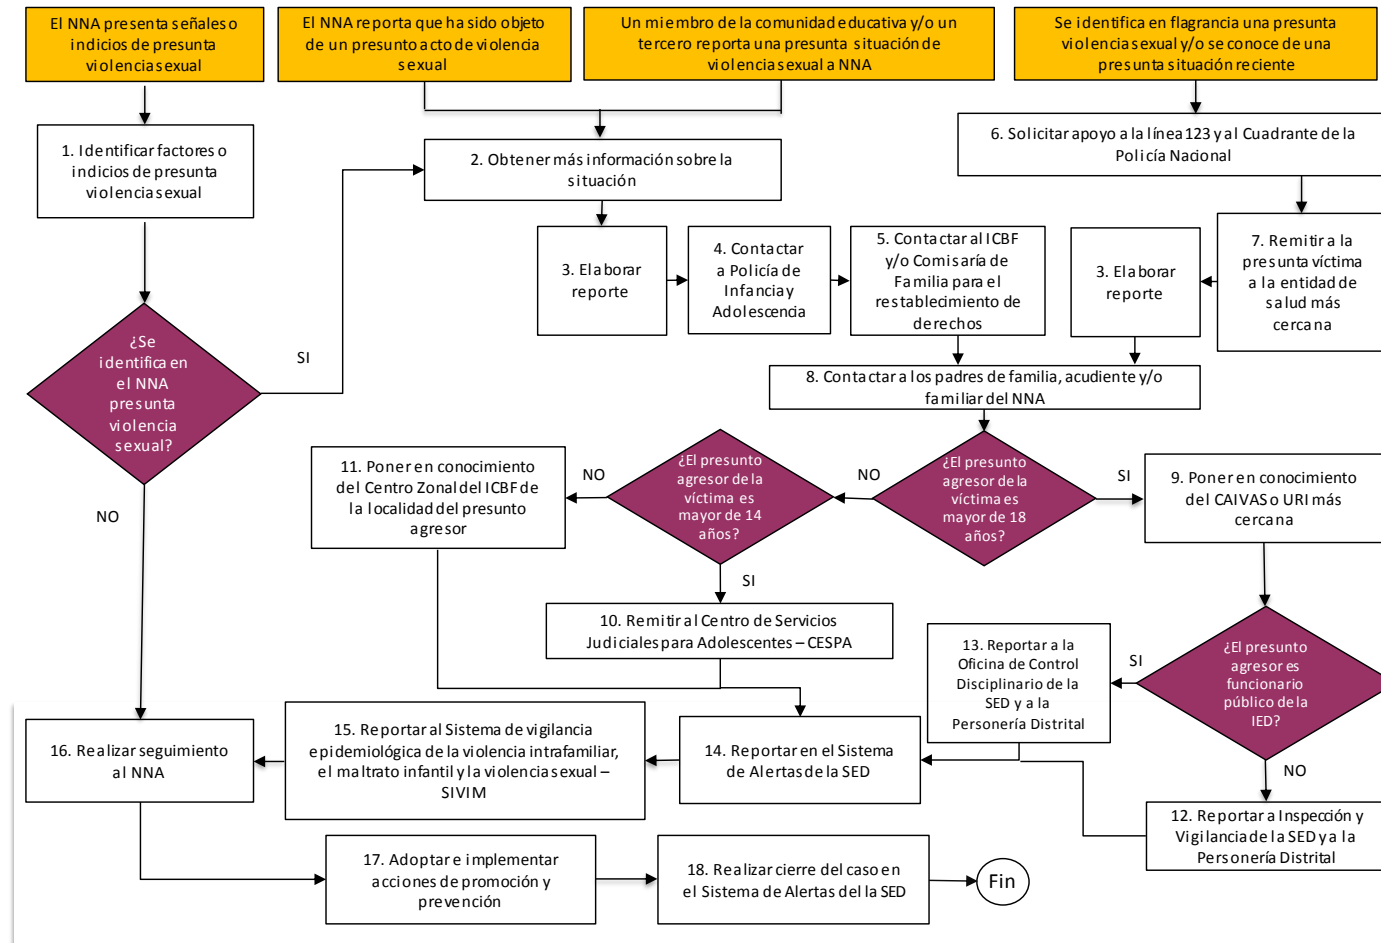 El NNA presenta señales o
indicios de presunta
violencia sexual
El NNA reporta que ha sido objeto
de un presunto acto de violencia
sexual
Un miembro de la comunidad educativa y/o un
tercero reporta una presunta situación de
violencia sexual a NNA
Se identifica en flagrancia una presunta
violencia sexual y/o se conoce de una
presunta situación reciente
1. Identificar factores o
indicios de presunta
violencia sexual
2. Obtener más información sobre la
situación
6. Solicitar apoyo a la línea 123 y al Cuadrante de la
Policía Nacional
3. Elaborar
reporte
4. Contactar
a Policía de
Infancia y
Adolescencia
5. Contactar al ICBF
y/o Comisaría de
Familia para el
restablecimiento de
derechos
3. Elaborar
reporte
7. Remitir a la
presunta víctima
a la entidad de
salud más
cercana
¿Se
identifica en
el NNA
presunta
violencia
sexual?
SI
NO
8. Contactar a los padres de familia, acudiente y/o
familiar del NNA
11. Poner en conocimiento
del Centro Zonal del ICBF de
la localidad del presunto
agresor
NO
¿El presunto
agresor de la
víctima es
mayor de 14
años?
NO
¿El presunto
agresor de la
víctima es
mayor de 18
años?
SI
9. Poner en conocimiento
del CAIVAS o URI más
cercana
SI
10. Remitir al Centro de Servicios
Judiciales para Adolescentes – CESPA
13. Reportar a la
Oficina de Control
Disciplinario de la
SED y a la
Personería Distrital
SI
¿El presunto
agresor es
funcionario
público de la
IED?
NO
16. Realizar seguimiento
al NNA
15. Reportar al Sistema de vigilancia
epidemiológica de la violencia intrafamiliar,
el maltrato infantil y la violencia sexual –
SIVIM
14. Reportar en el Sistema
de Alertas de la SED
12. Reportar a Inspección y
Vigilancia de la SED y a la
Personería Distrital
17. Adoptar e implementar
acciones de promoción y
prevención
18. Realizar cierre del caso en
el Sistema de Alertas del la SED
Fin